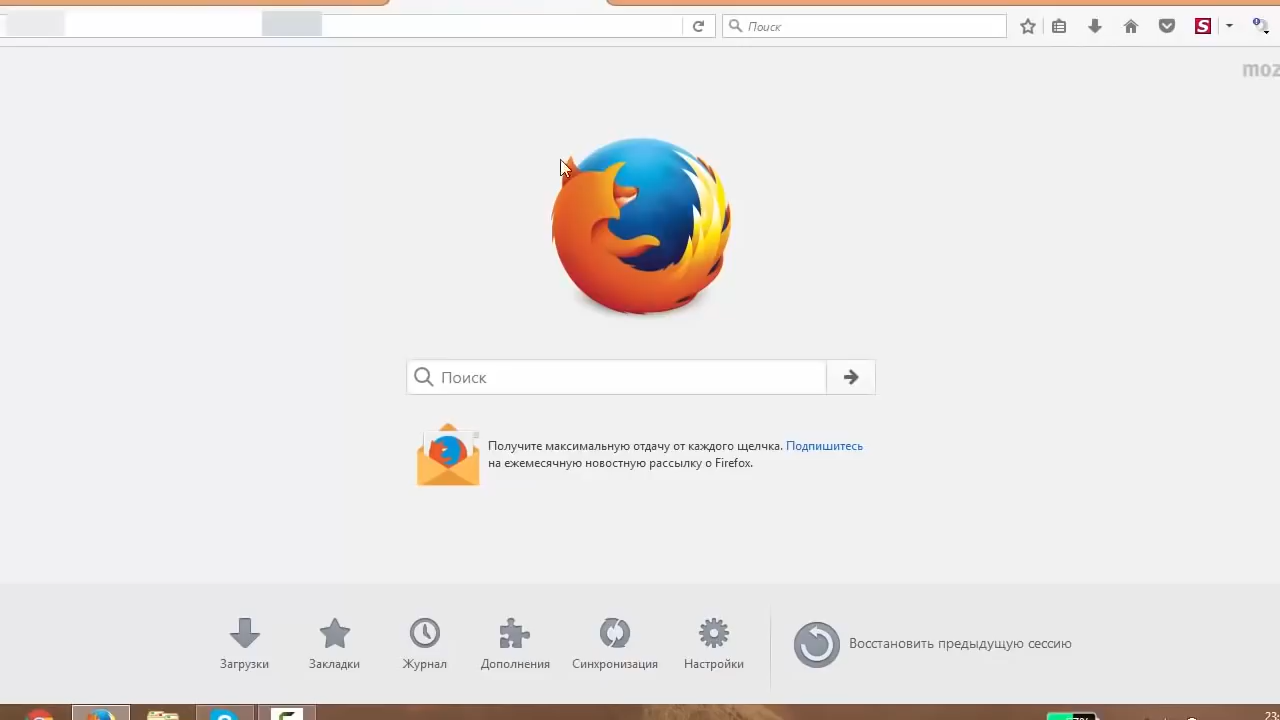 Поиск
moz
Поиск
Получите максимальную отдачу от каждого щелчка. Подпишитесь
на ежемесячную новостную рассылку о Firefox.
Загрузки
Закладки
Журнал
Дополнения
Синхронизация
Настройки
Восстановить предыдущую сессию